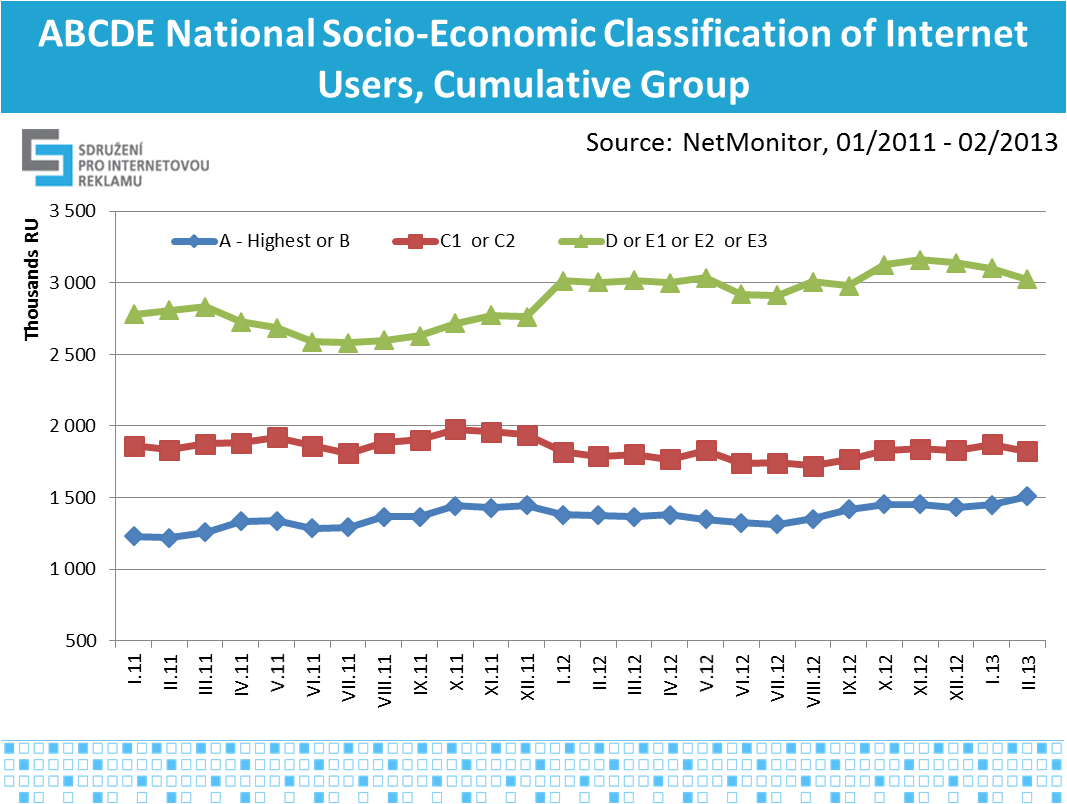 ABCDE National Socio-Economic Classification of Internet
Users, Cumulative Group
SDRUŽENÍ
PRO INTERNETOVOU
REKLAMU
Source: NetMonitor, 01/2011 - 02/2013
Thousands RU
3 500
3 000
2 500
2 000
1 500
1 000
500
A - Highest or B
C1 or C2
D or E1 or E2 or E3
I.11
II.11
III.11
IV.11
V.11
VI.11
VII.11
VIII.11
IX.11
X.11
XI.11
XII.11
I.12
II.12
III.12
IV.12
V.12
VI.12
VII.12
VIII.12
IX.12
X.12
XI.12
XII.12
I.13
II.13